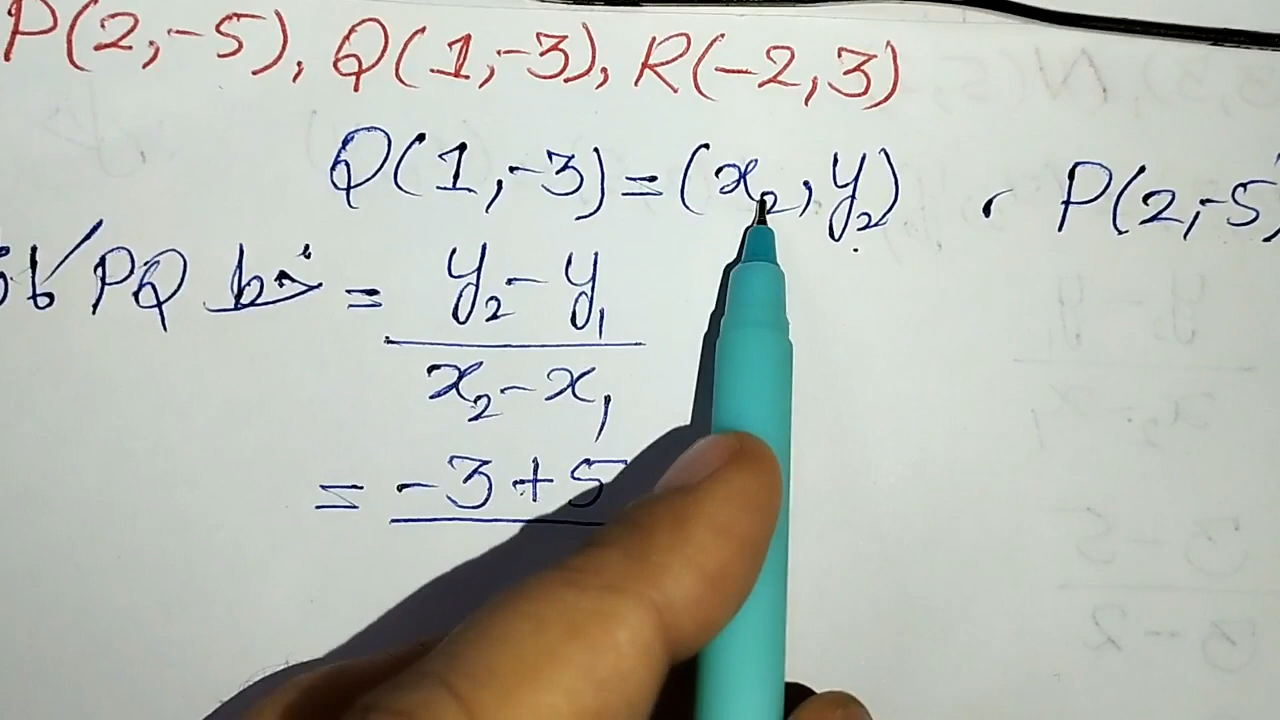 P(2,-5), Q(1,-3), R(-2,3)
Q(1,-3) = (x₂, y₂) ، P(2,-5)
PQ خط = y₂ - y₁
x₂ - x₁
= -3 + 5